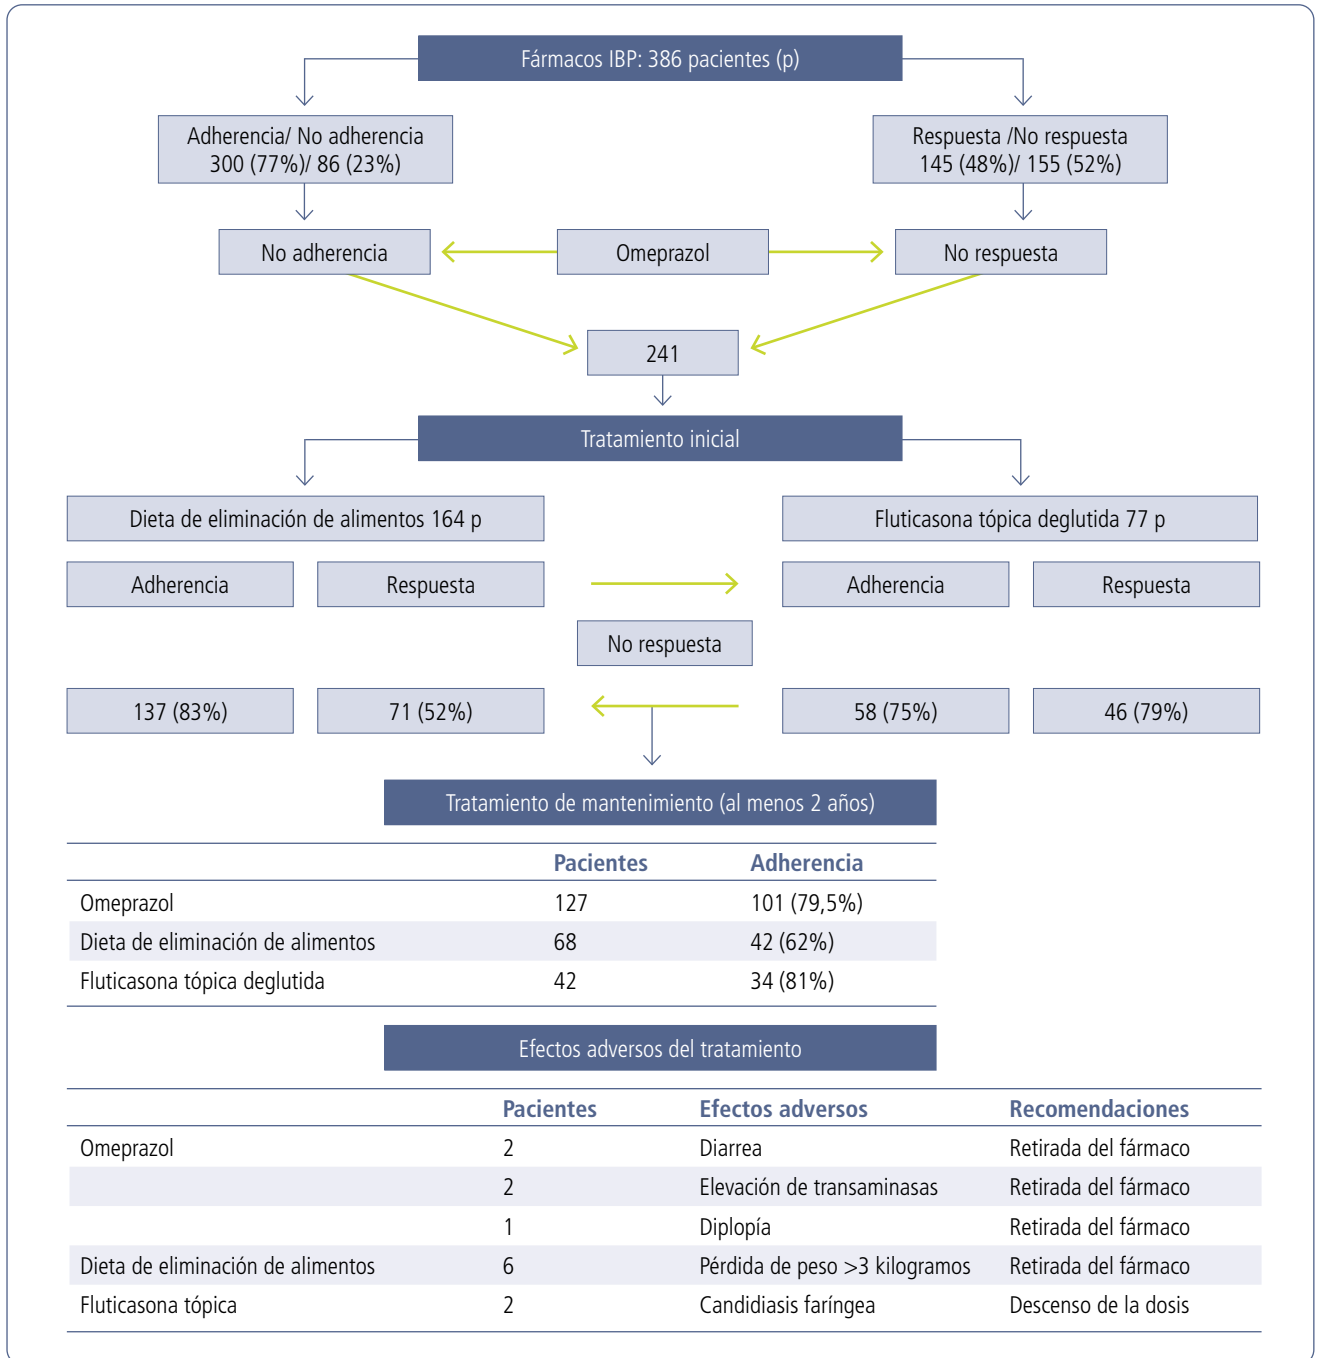 Fármacos IBP: 386 pacientes (p)
Adherencia/ No adherencia
300 (77%)/ 86 (23%)
Respuesta /No respuesta
145 (48%)/ 155 (52%)
No adherencia
Omeprazol
No respuesta
241
Tratamiento inicial
Dieta de eliminación de alimentos 164 p
Fluticasona tópica deglutida 77 p
Adherencia
Respuesta
Adherencia
Respuesta
No respuesta
137 (83%)
71 (52%)
58 (75%)
46 (79%)
Tratamiento de mantenimiento (al menos 2 años)
Pacientes Adherencia
Omeprazol 127 101 (79,5%)
Dieta de eliminación de alimentos 68 42 (62%)
Fluticasona tópica deglutida 42 34 (81%)
Efectos adversos del tratamiento
Pacientes Efectos adversos Recomendaciones
Omeprazol 2 Diarrea Retirada del fármaco
2 Elevación de transaminasas Retirada del fármaco
1 Diplopía Retirada del fármaco
Dieta de eliminación de alimentos 6 Pérdida de peso >3 kilogramos Retirada del fármaco
Fluticasona tópica 2 Candidiasis faríngea Descenso de la dosis